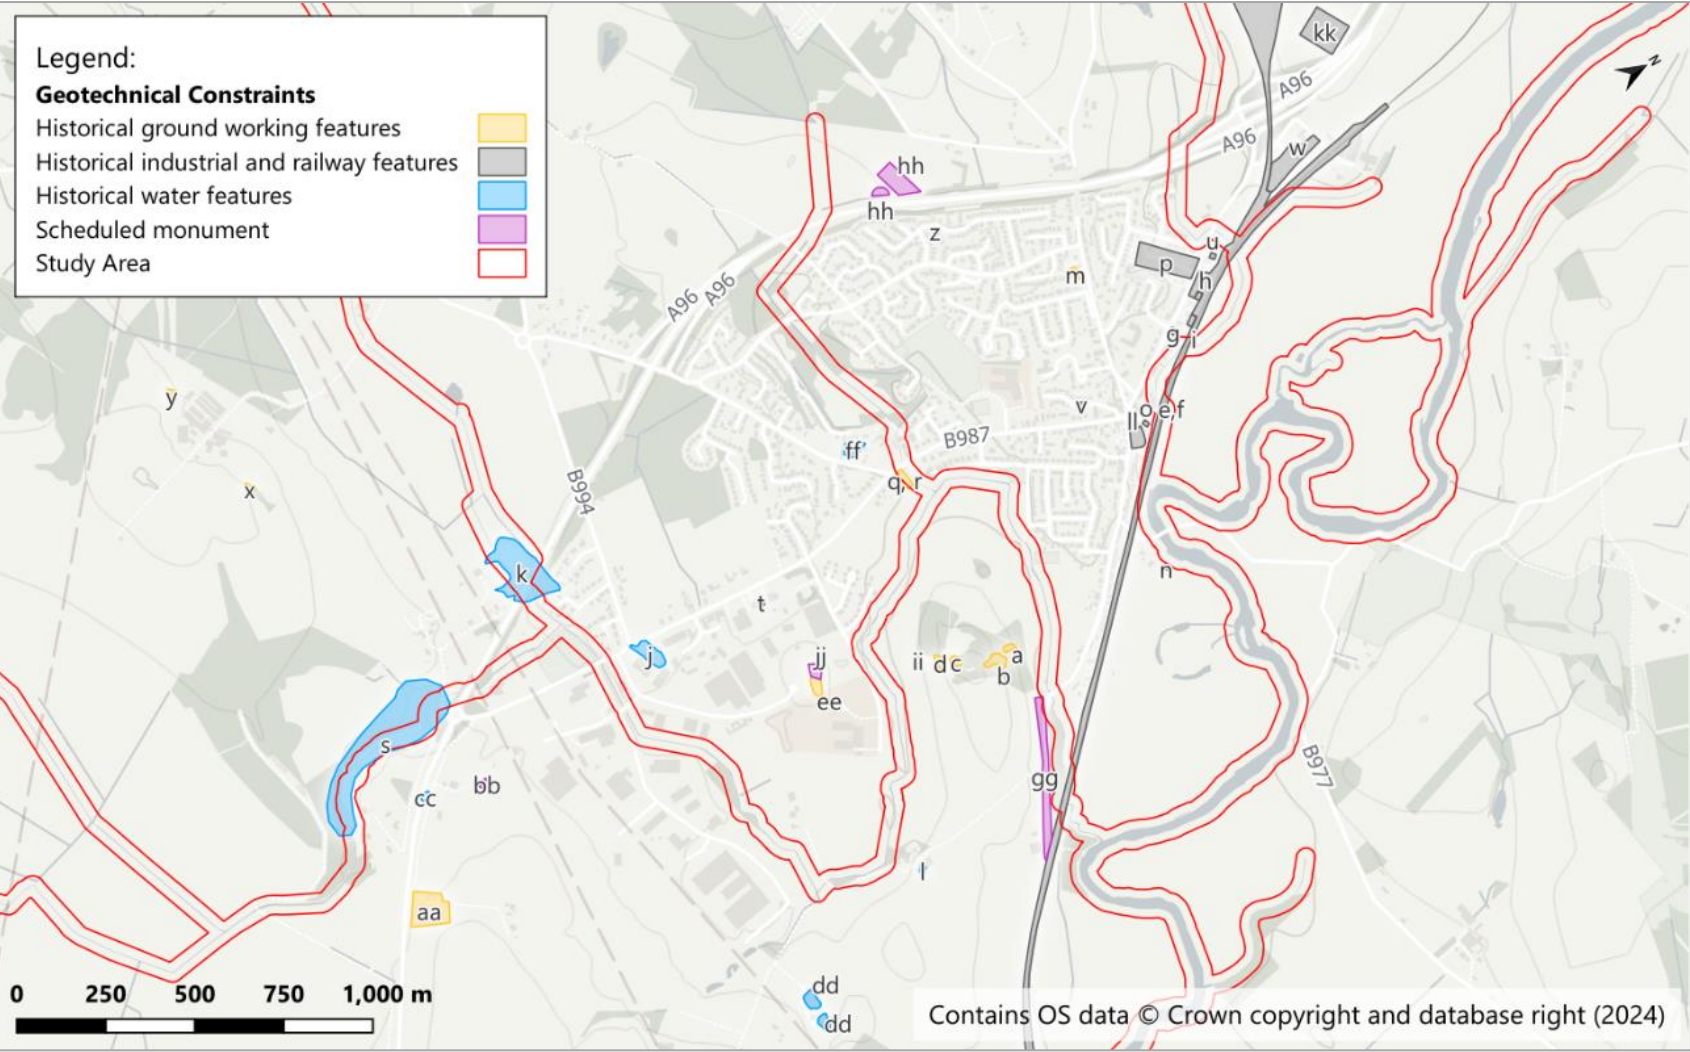 Legend:
Geotechnical Constraints
Historical ground working features
Historical industrial and railway features
Historical water features
Scheduled monument
Study Area
kk
N
A96
A96
w
hh
hh
z
u
p
h
m
A96
A96
g
i
y
v
o
e,f
ll
B987
ff
q,r
x
B994
k
n
t
j
jj
ii
d
c
a
b
ee
s
gg
B977
bb
cc
l
aa
dd
dd
0 250 500 750 1,000 m
Contains OS data © Crown copyright and database right (2024)